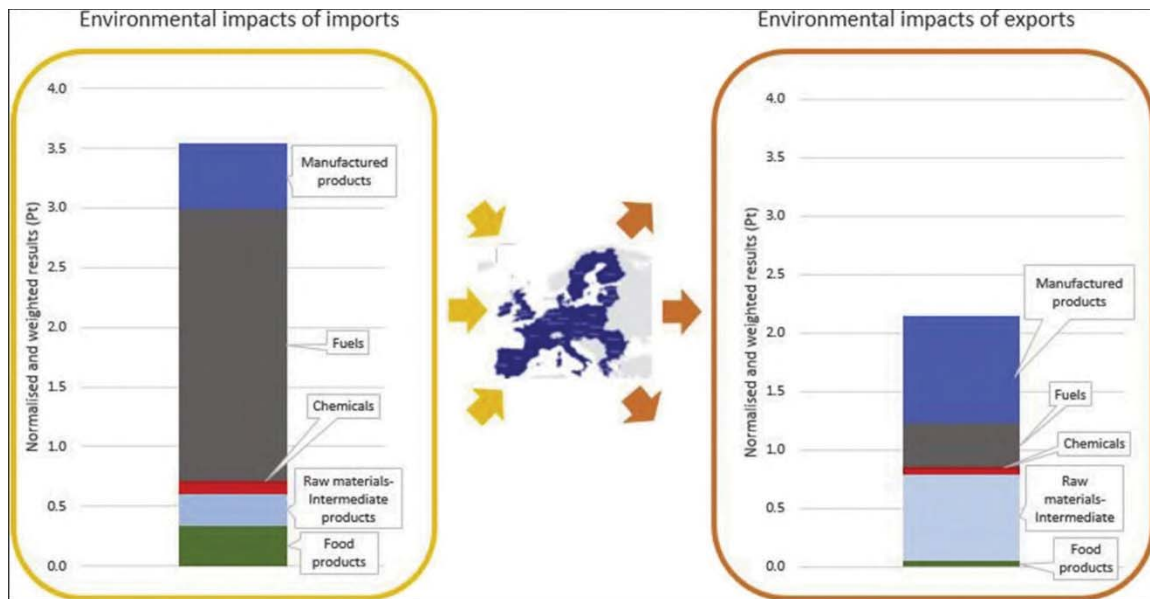 Environmental impacts of imports
Normalised and weighted results (Pt)
4.0
3.5
3.0
2.5
2.0
1.5
1.0
0.5
0.0
Manufactured
products
Fuels
Chemicals
Raw materials-
Intermediate
products
Food
products
Environmental impacts of exports
Normalised and weighted results (Pt)
4.0
3.5
3.0
2.5
2.0
1.5
1.0
0.5
0.0
Manufactured
products
Fuels
Chemicals
Raw
materials-
Intermediate
Food
products